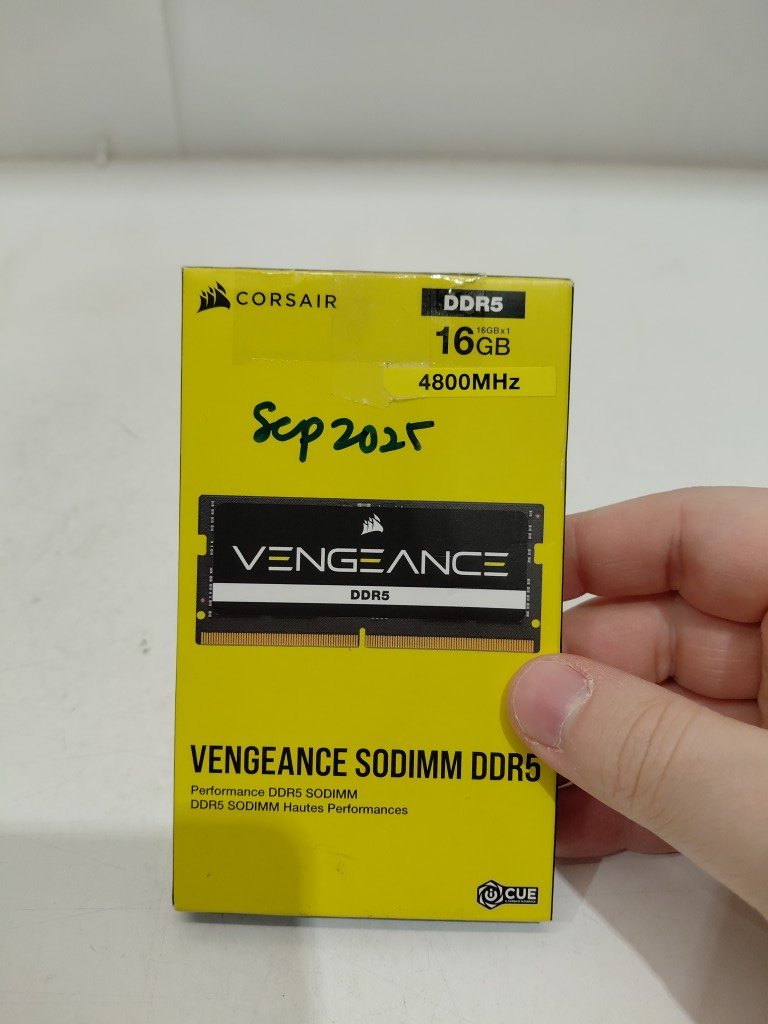 CORSAIR
DDR5
16GBx1
16GB
4800MHz
Sep 2025
VENGEANCE
DDR5
VENGEANCE SODIMM DDR5
Performance DDR5 SODIMM
DDR5 SODIMM Hautes Performances
iCUE